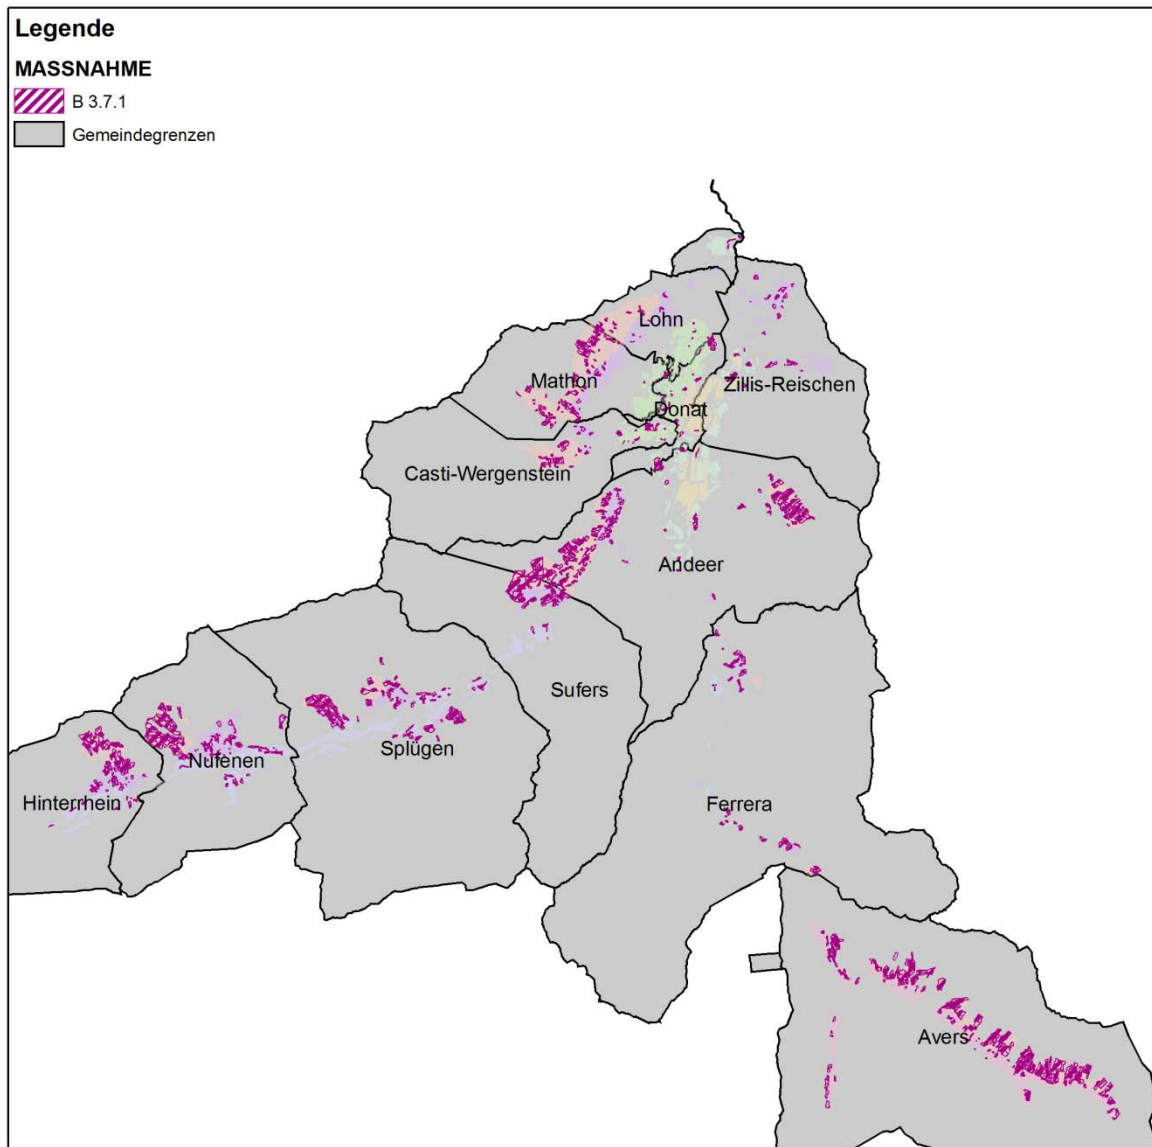 Legende
MASSNAHME
B 3.7.1
Gemeindegrenzen
Lohn
Mathon
Zillis-Reischen
Donat
Casti-Wergenstein
Andeer
Sufers
Splügen
Nufenen
Hinterrhein
Ferrera
Avers